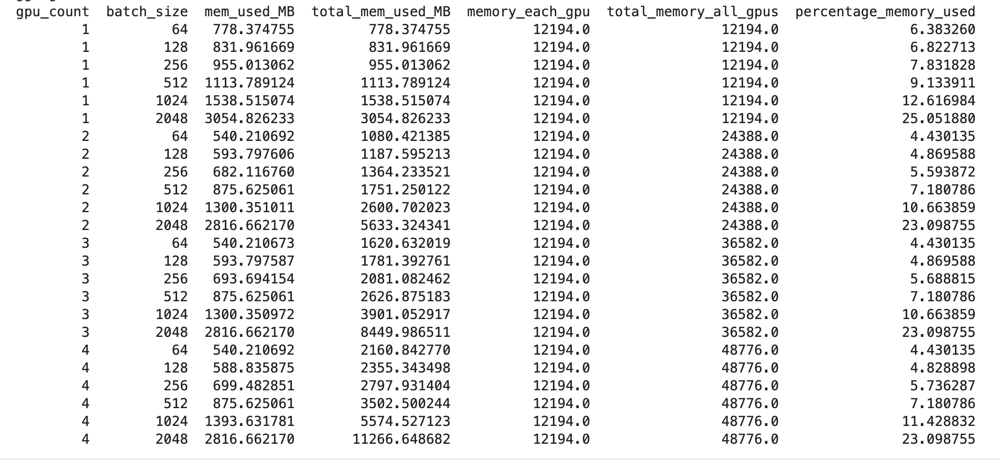 gpu_count batch_size mem_used_MB total_mem_used_MB memory_each_gpu total_memory_all_gpus percentage_memory_used
1 64 778.374755 778.374755 12194.0 12194.0 6.383260
1 128 831.961669 831.961669 12194.0 12194.0 6.822713
1 256 955.013062 955.013062 12194.0 12194.0 7.831828
1 512 1113.789124 1113.789124 12194.0 12194.0 9.133911
1 1024 1538.515074 1538.515074 12194.0 12194.0 12.616984
1 2048 3054.826233 3054.826233 12194.0 12194.0 25.051880
2 64 540.210692 1080.421385 12194.0 24388.0 4.430135
2 128 593.797606 1187.595213 12194.0 24388.0 4.869588
2 256 682.116760 1364.233521 12194.0 24388.0 5.593872
2 512 875.625061 1751.250122 12194.0 24388.0 7.180786
2 1024 1300.351011 2600.702023 12194.0 24388.0 10.663859
2 2048 2816.662170 5633.324341 12194.0 24388.0 23.098755
3 64 540.210673 1620.632019 12194.0 36582.0 4.430135
3 128 593.797587 1781.392761 12194.0 36582.0 4.869588
3 256 693.694154 2081.082462 12194.0 36582.0 5.688815
3 512 875.625061 2626.875183 12194.0 36582.0 7.180786
3 1024 1300.350972 3901.052917 12194.0 36582.0 10.663859
3 2048 2816.662170 8449.986511 12194.0 36582.0 23.098755
4 64 540.210692 2160.842770 12194.0 48776.0 4.430135
4 128 588.835875 2355.343498 12194.0 48776.0 4.828898
4 256 699.482851 2797.931404 12194.0 48776.0 5.736287
4 512 875.625061 3502.500244 12194.0 48776.0 7.180786
4 1024 1393.631781 5574.527123 12194.0 48776.0 11.428832
4 2048 2816.662170 11266.648682 12194.0 48776.0 23.098755